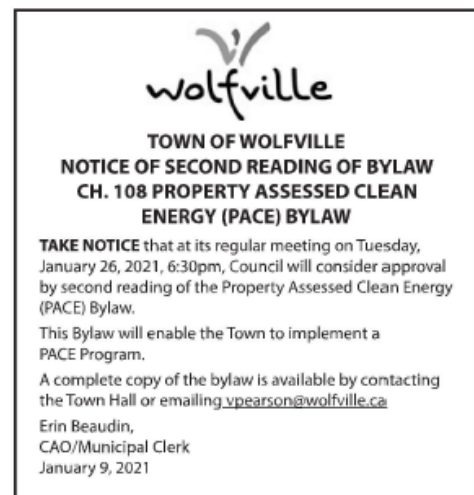 wolfville
TOWN OF WOLFVILLE
NOTICE OF SECOND READING OF BYLAW
CH. 108 PROPERTY ASSESSED CLEAN
ENERGY (PACE) BYLAW
TAKE NOTICE that at its regular meeting on Tuesday,
January 26, 2021, 6:30pm, Council will consider approval
by second reading of the Property Assessed Clean Energy
(PACE) Bylaw.
This Bylaw will enable the Town to implement a
PACE Program.
A complete copy of the bylaw is available by contacting
the Town Hall or emailing vpearson@wolfville.ca
Erin Beaudin,
CAO/Municipal Clerk
January 9, 2021